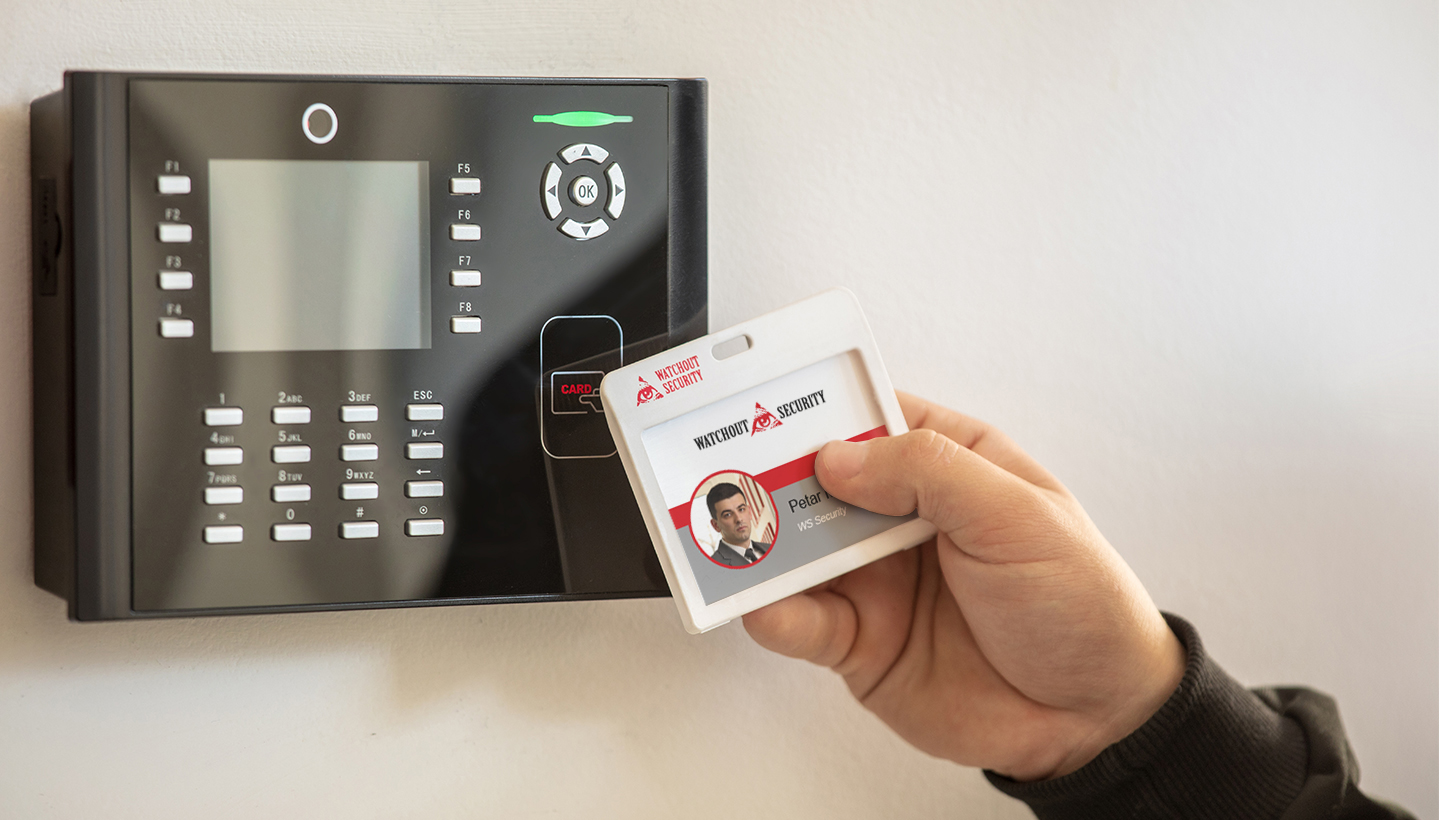 F1
F2
F3
F4
F5
F6
F7
F8
OK
CARD
1 2ABC 3DEF ESC
4GHI 5JKL 6MNO M/↵
7PQRS 8TUV 9WXYZ ←
* 0 # ⊙
WATCHOUT
SECURITY
WATCHOUT SECURITY
Petar
WS Security